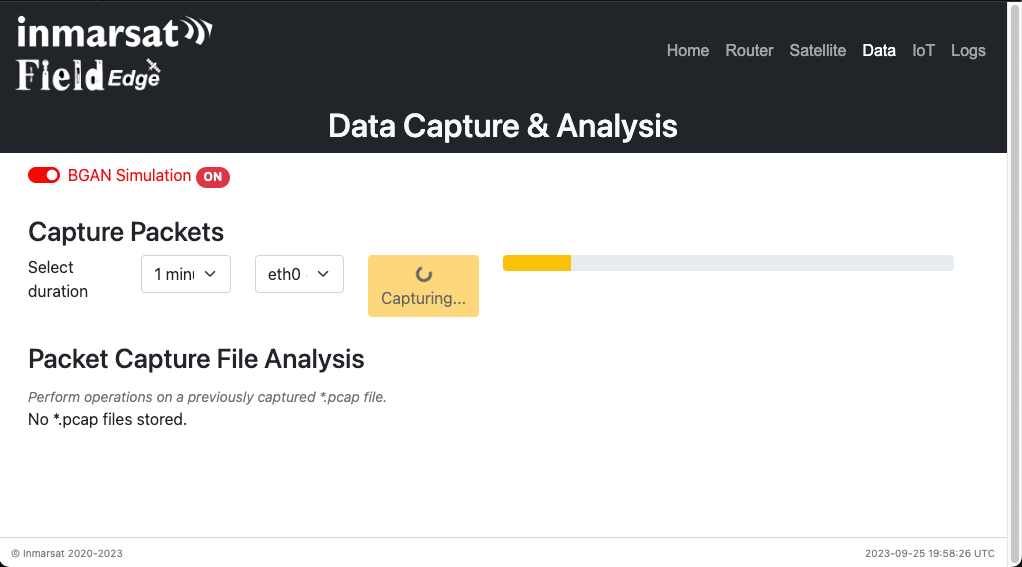 inmarsat
Field Edge
Home Router Satellite Data IoT Logs
Data Capture & Analysis
BGAN Simulation ON
Capture Packets
Select
duration
1 minu
eth0
Capturing...
Packet Capture File Analysis
Perform operations on a previously captured *.pcap file.
No *.pcap files stored.
© Inmarsat 2020-2023
2023-09-25 19:58:26 UTC